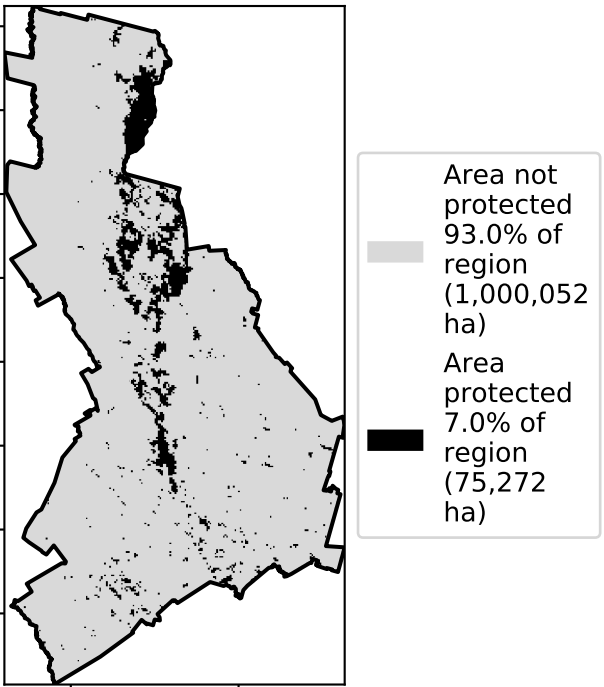 Area not
protected
93.0% of
region
(1,000,052
ha)
Area
protected
7.0% of
region
(75,272
ha)